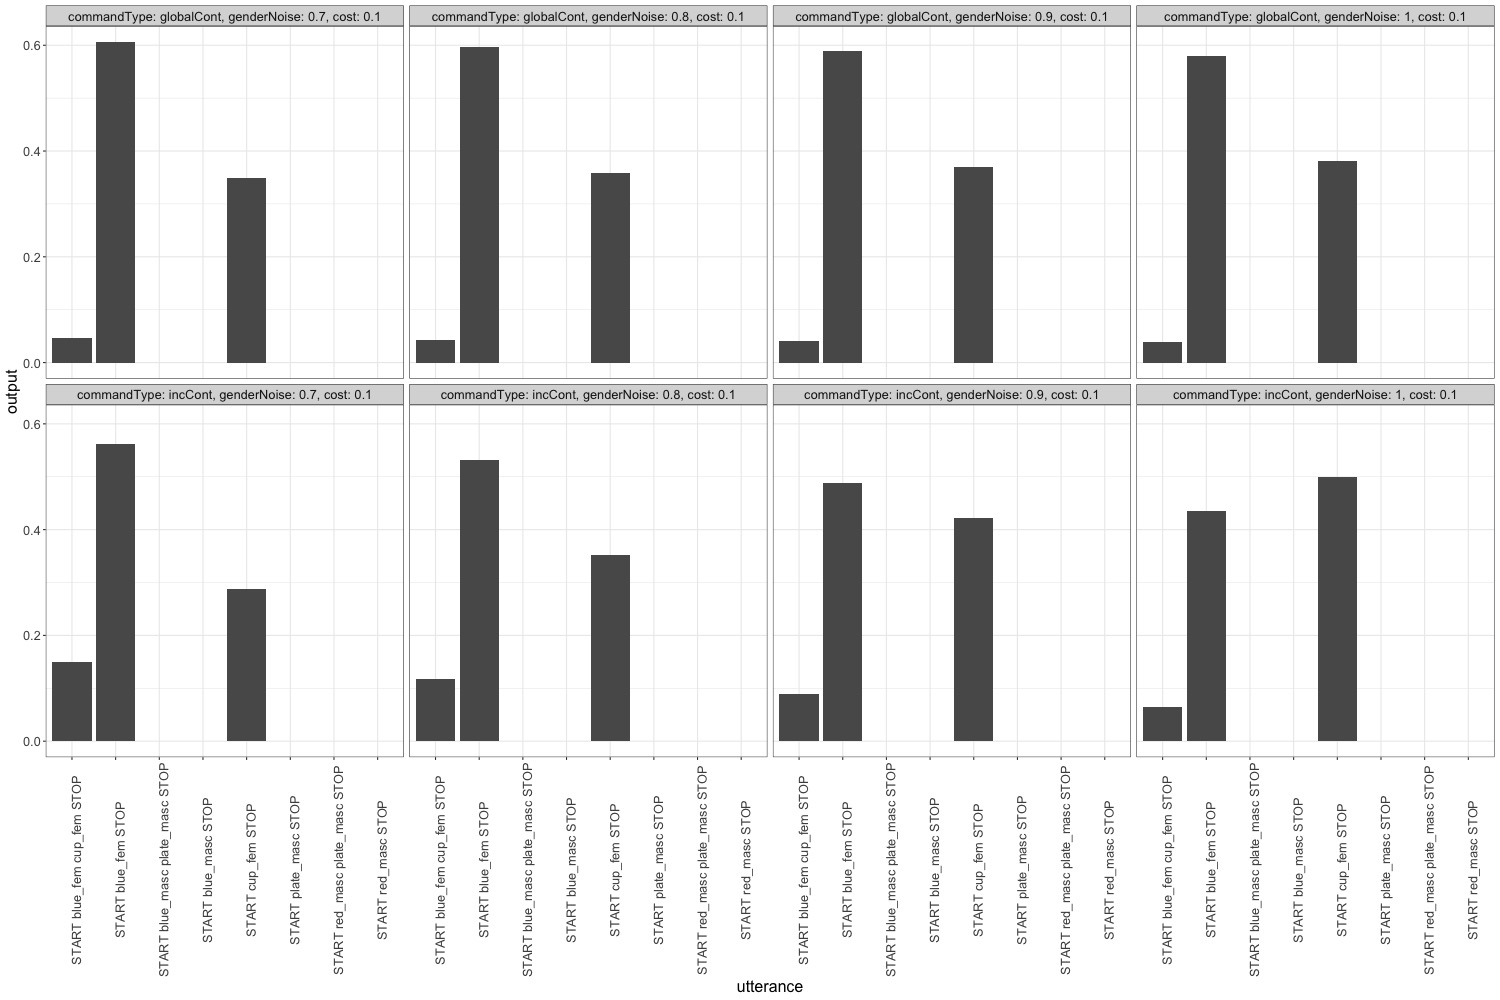 commandType: globalCont, genderNoise: 0.7, cost: 0.1
commandType: globalCont, genderNoise: 0.8, cost: 0.1
commandType: globalCont, genderNoise: 0.9, cost: 0.1
commandType: globalCont, genderNoise: 1, cost: 0.1
0.6
0.4
0.2
0.0
commandType: incCont, genderNoise: 0.7, cost: 0.1
commandType: incCont, genderNoise: 0.8, cost: 0.1
commandType: incCont, genderNoise: 0.9, cost: 0.1
commandType: incCont, genderNoise: 1, cost: 0.1
0.6
0.4
0.2
0.0
output
START blue_fem cup_fem STOP
START blue_fem STOP
START blue_masc plate_masc STOP
START blue_masc STOP
START cup_fem STOP
START plate_masc STOP
START red_masc plate_masc STOP
START red_masc STOP
START blue_fem cup_fem STOP
START blue_fem STOP
START blue_masc plate_masc STOP
START blue_masc STOP
START cup_fem STOP
START plate_masc STOP
START red_masc plate_masc STOP
START red_masc STOP
START blue_fem cup_fem STOP
START blue_fem STOP
START blue_masc plate_masc STOP
START blue_masc STOP
START cup_fem STOP
START plate_masc STOP
START red_masc plate_masc STOP
START red_masc STOP
START blue_fem cup_fem STOP
START blue_fem STOP
START blue_masc plate_masc STOP
START blue_masc STOP
START cup_fem STOP
START plate_masc STOP
START red_masc plate_masc STOP
START red_masc STOP
utterance